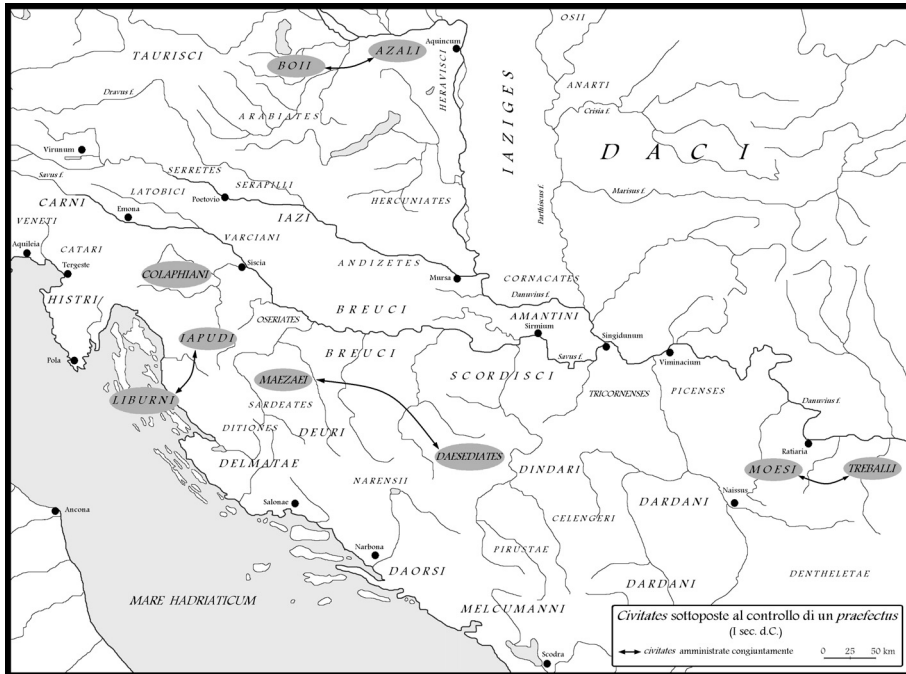 OSII
TAURISCI
BOII
AZALI
Aquincum
HERAVISCI
IAZIGES
ANARTI
Dravus f.
ARABIATES
Crisia f.
DACI
Virunum
Savus f.
SERRETES
SERAPILLI
LATOBICI
Poetovio
HERCUNIATES
Parthiscus f.
Marisus f.
CARNI
Emona
IAZI
VENETI
VARCIANI
Aquileia
CATARI
Tergeste
COLAPHIANI
Siscia
ANDIZETES
Mursa
CORNACATES
HISTRI
Danuvius f.
OSERIATES
BREUCI
AMANTINI
Sirmium
Singidunum
IAPUDI
Pola
BREUCI
Savus f.
Viminacium
MAEZAEI
SCORDISCI
TRICORNENSES
PICENSES
LIBURNI
SARDEATES
Danuvius f.
DITIONES
DEURI
Ratiaria
DELMATAE
DAESEDIATES
DINDARI
MOESI
TREBALLI
NARENSII
Salonae
DARDANI
Naissus
Ancona
CELENGERI
Narbona
PIRUSTAE
DAORSI
DARDANI
DENTHELETAE
MARE HADRIATICUM
MELCUMANNI
Scodra
Civitates sottoposte al controllo di un praefectus
(I sec. d.C.)
civitates amministrate congiuntamente
0 25 50 km